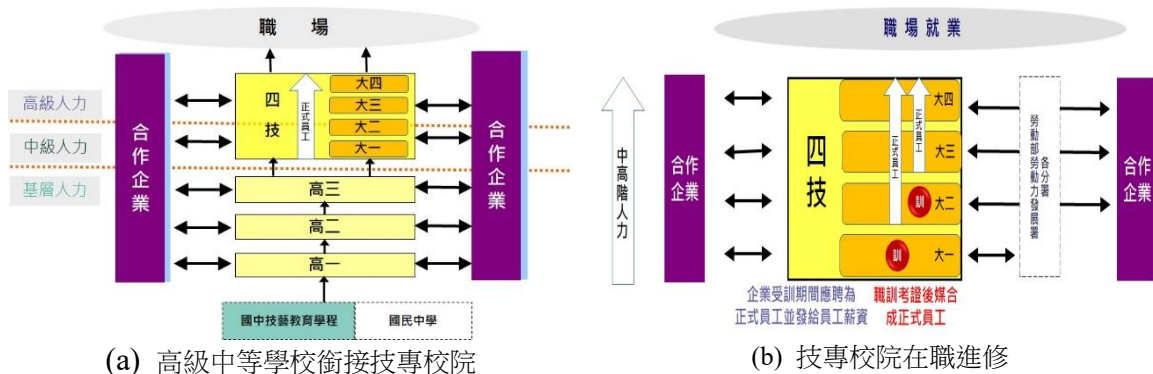 職 場
合作企業
高級人力
中級人力
基層人力
四技
正式員工
大四
大三
大二
大一
高三
高二
高一
合作企業
國中技藝教育學程
國民中學
(a) 高級中等學校銜接技專校院
職場就業
中高階人力
合作
企業
四技
正式員工
正式員工
大四
大三
訓
大二
訓
大一
勞動部勞動力發展署
各分署
合作
企業
企業受訓期間應聘為
正式員工並發給員工薪資
職訓考證後媒合
成正式員工
(b) 技專校院在職進修